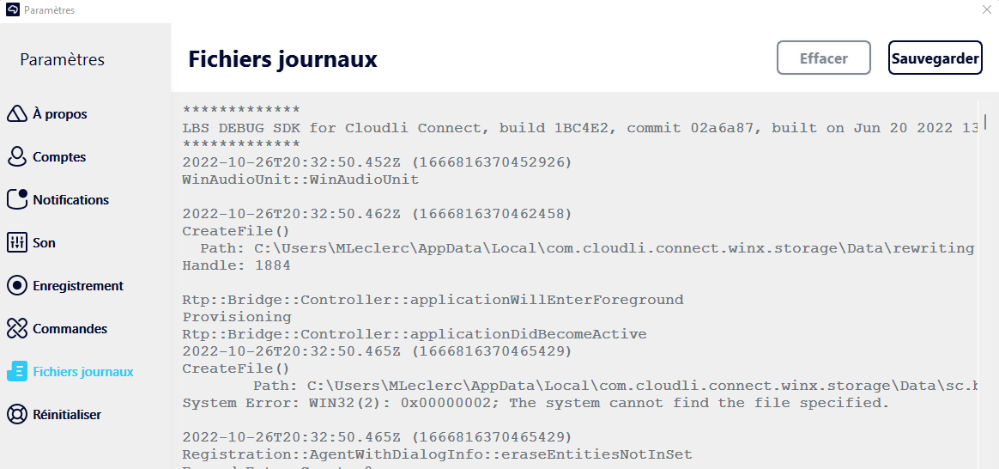 Paramètres
Paramètres
À propos
Comptes
Notifications
Son
Enregistrement
Commandes
Fichiers journaux
Réinitialiser
Fichiers journaux
Effacer
Sauvegarder
*************
LBS DEBUG SDK for Cloudli Connect, build 1BC4E2, commit 02a6a87, built on Jun 20 2022 13
*************
2022-10-26T20:32:50.452Z (1666816370452926)
WinAudioUnit::WinAudioUnit
2022-10-26T20:32:50.462Z (1666816370462458)
CreateFile()
Path: C:\Users\MLeclerc\AppData\Local\com.cloudli.connect.winx.storage\Data\rewriting
Handle: 1884
Rtp::Bridge::Controller::applicationWillEnterForeground
Provisioning
Rtp::Bridge::Controller::applicationDidBecomeActive
2022-10-26T20:32:50.465Z (1666816370465429)
CreateFile()
Path: C:\Users\MLeclerc\AppData\Local\com.cloudli.connect.winx.storage\Data\sc.b
System Error: WIN32(2): 0x00000002; The system cannot find the file specified.
2022-10-26T20:32:50.465Z (1666816370465429)
Registration::AgentWithDialogInfo::eraseEntitiesNotInSet